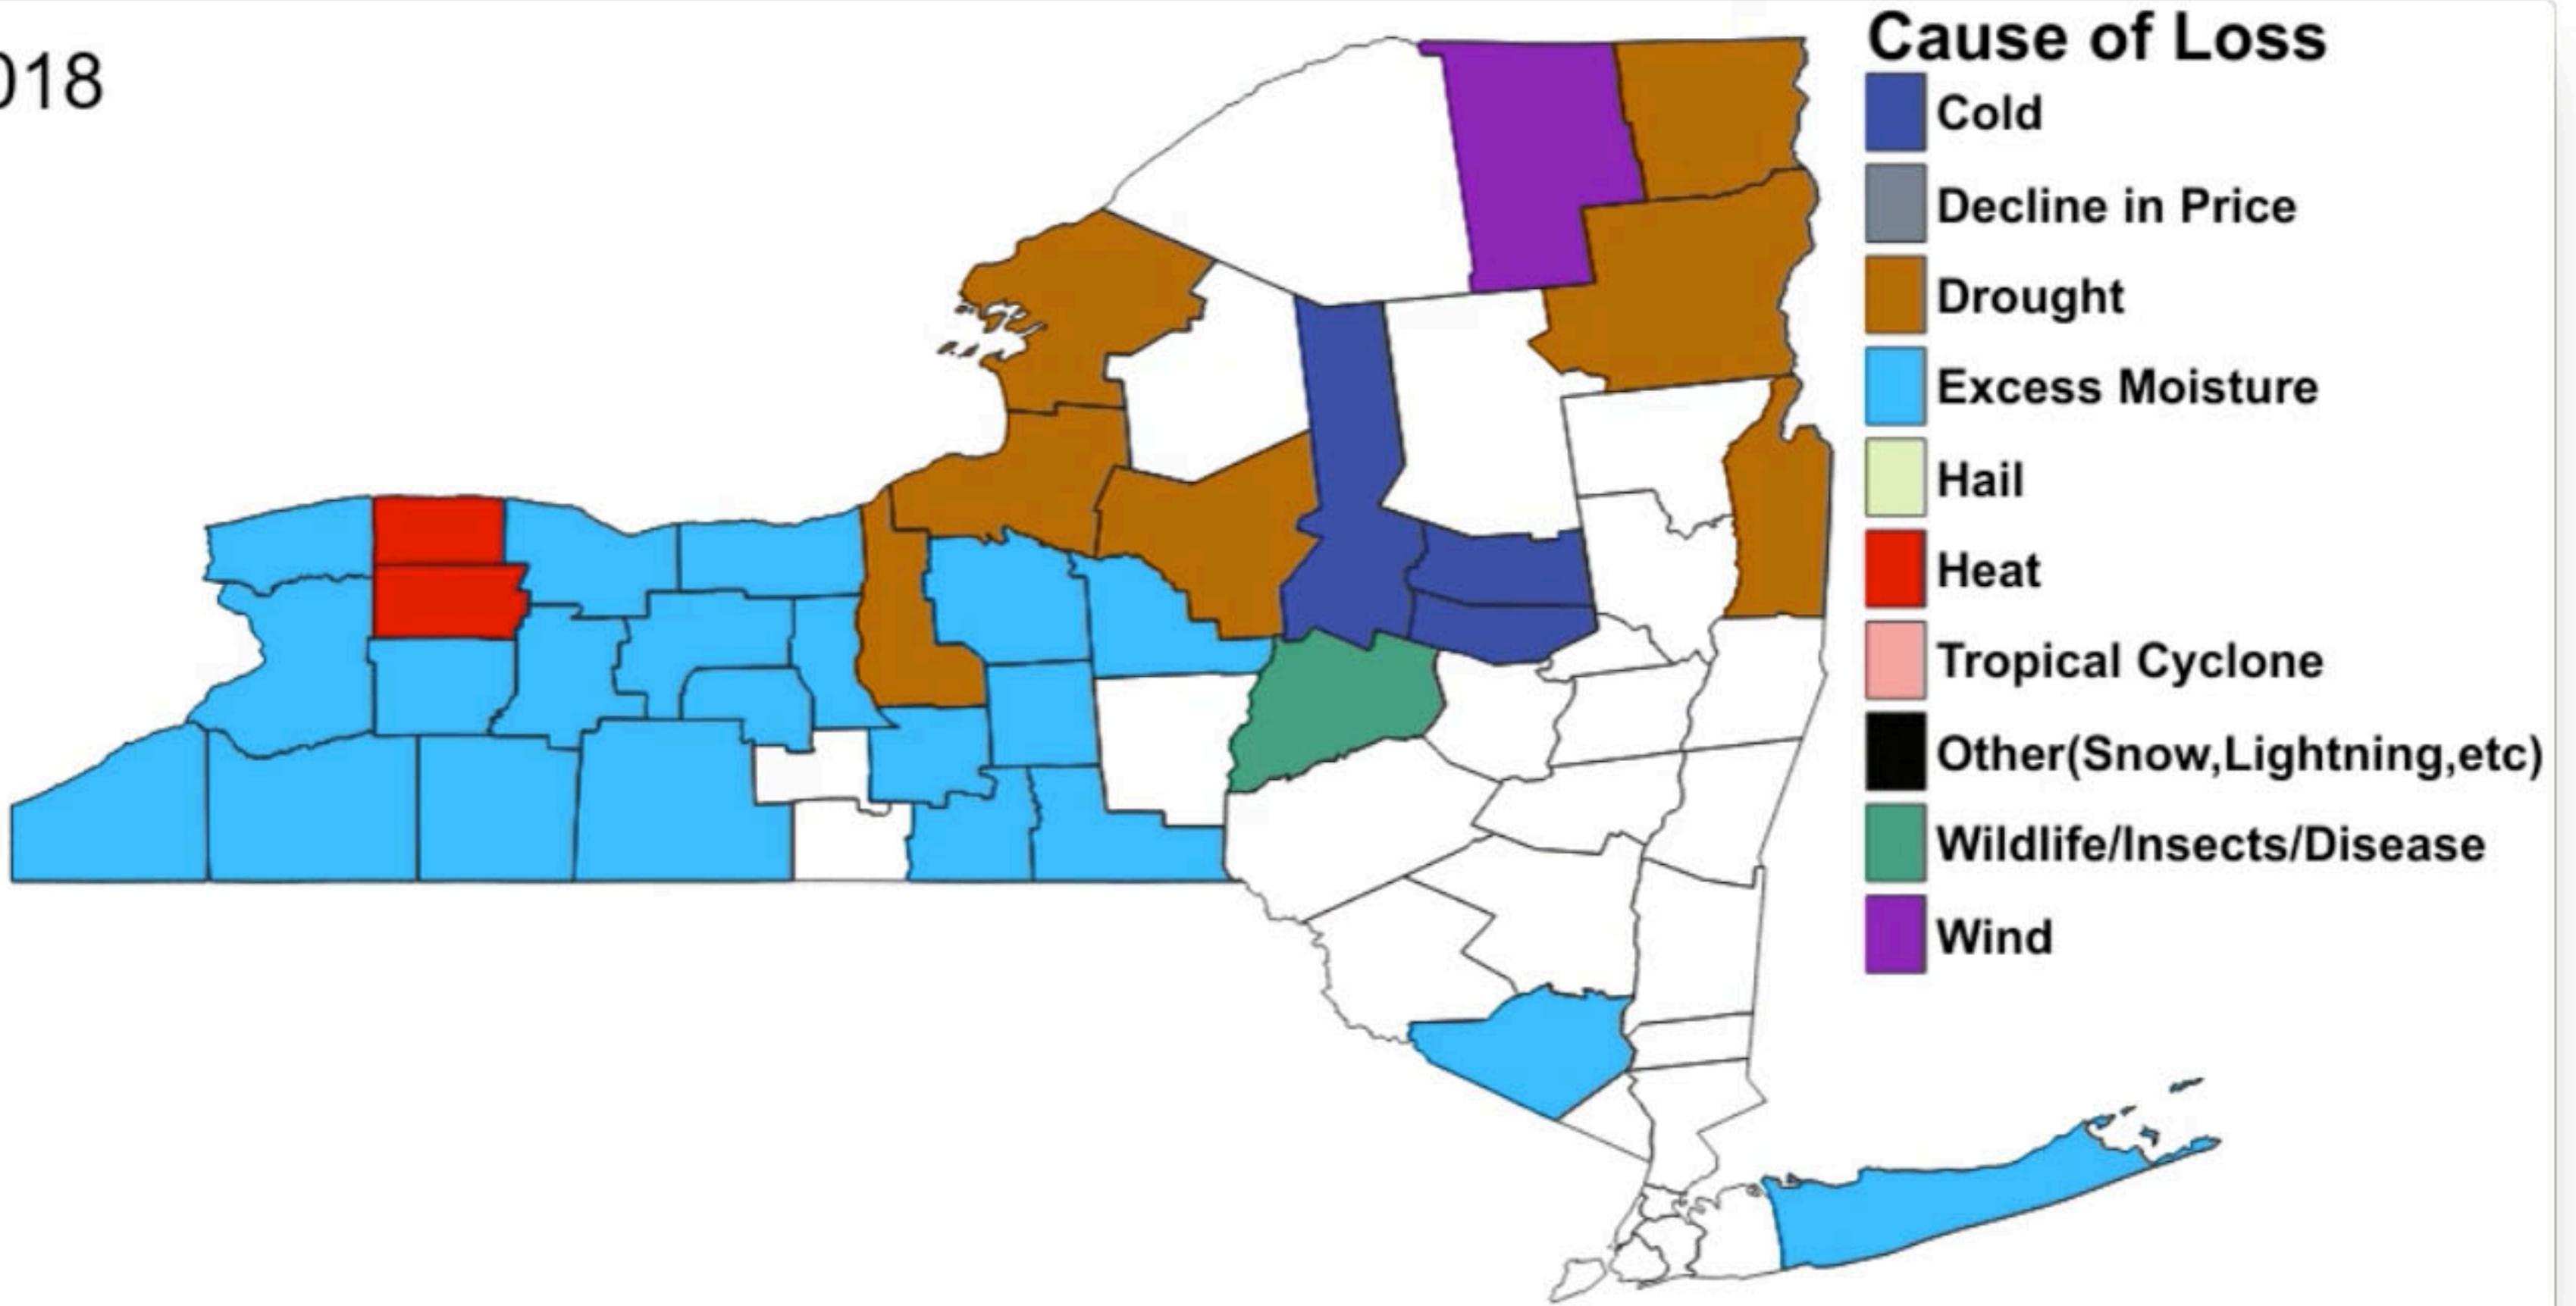 018
Cause of Loss
Cold
Decline in Price
Drought
Excess Moisture
Hail
Heat
Tropical Cyclone
Other(Snow,Lightning,etc)
Wildlife/Insects/Disease
Wind